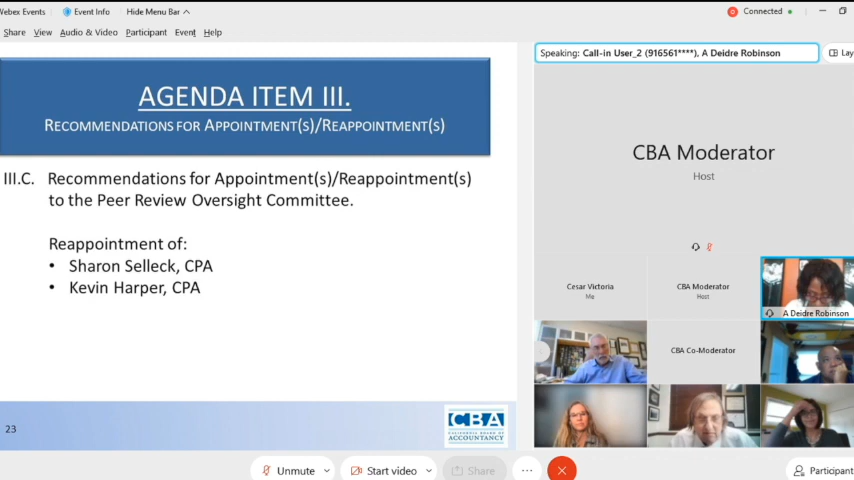 Webex Events
Event Info
Hide Menu Bar
Connected
Share View Audio & Video Participant Event Help
Speaking: Call-in User_2 (916561****), A Deidre Robinson
Lay
AGENDA ITEM III.
RECOMMENDATIONS FOR APPOINTMENT(S)/REAPPOINTMENT(S)
III.C. Recommendations for Appointment(s)/Reappointment(s)
to the Peer Review Oversight Committee.
Reappointment of:
• Sharon Selleck, CPA
• Kevin Harper, CPA
23
CBA
CALIFORNIA BOARD OF
ACCOUNTANCY
CBA Moderator
Host
Cesar Victoria
Me
CBA Moderator
Host
A Deidre Robinson
CBA Co-Moderator
Unmute
Start video
Share
Participant